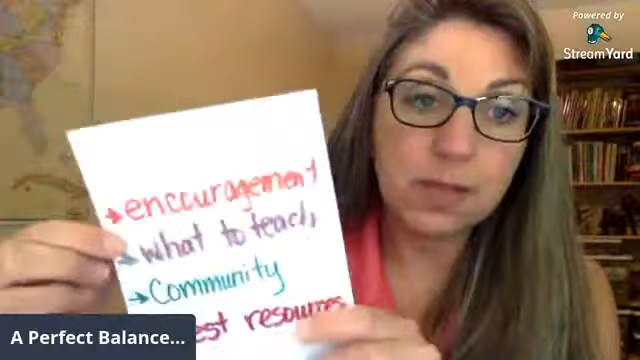 Powered by
StreamYard
→ encouragement
→ what to teach
→ Community
est resources
A Perfect Balance...